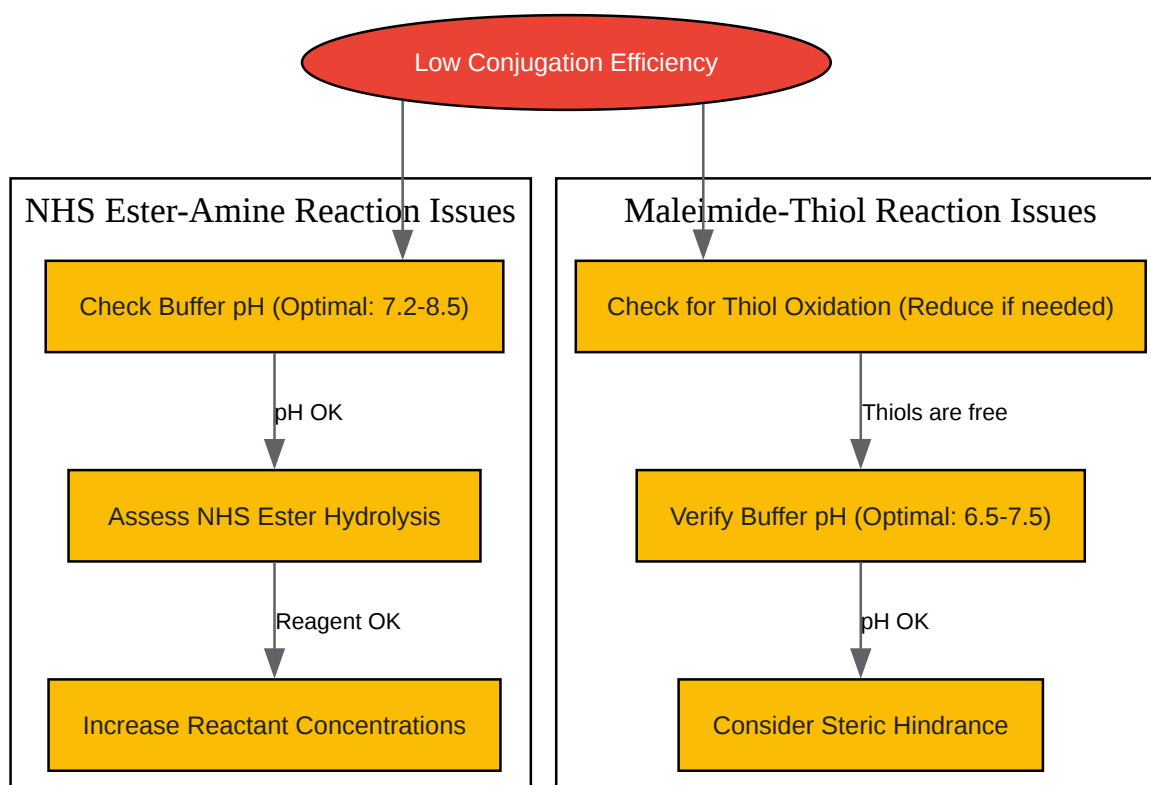 Low Conjugation Efficiency
NHS Ester-Amine Reaction Issues
Check Buffer pH (Optimal: 7.2-8.5)
pH OK
Assess NHS Ester Hydrolysis
Reagent OK
Increase Reactant Concentrations
Maleimide-Thiol Reaction Issues
Check for Thiol Oxidation (Reduce if needed)
Thiols are free
Verify Buffer pH (Optimal: 6.5-7.5)
pH OK
Consider Steric Hindrance